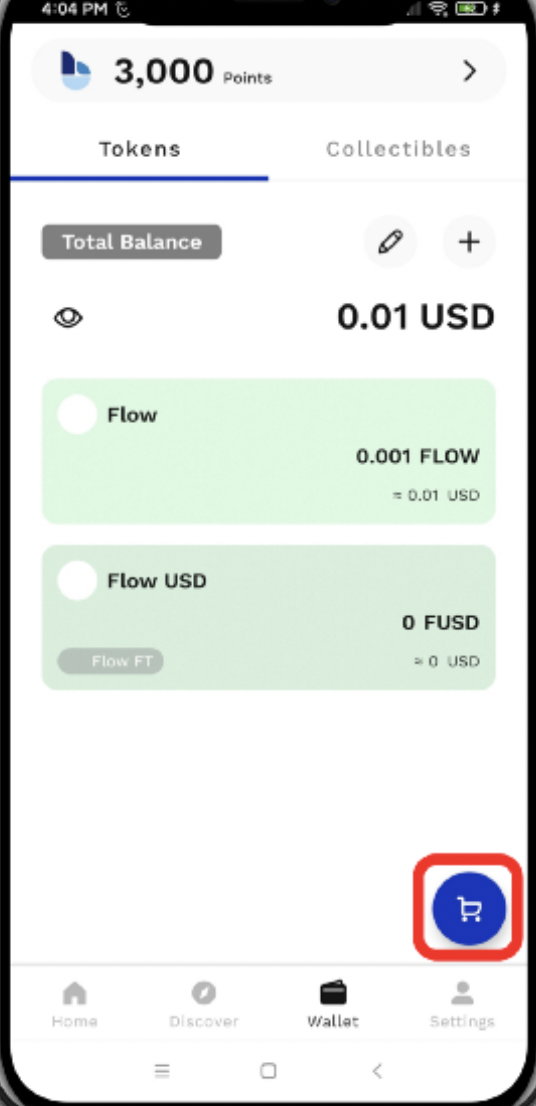 4:04 PM
3,000 Points
Tokens Collectibles
Total Balance
0.01 USD
Flow
0.001 FLOW
≈ 0.01 USD
Flow USD
0 FUSD
Flow FT ≈ 0 USD
Home Discover Wallet Settings